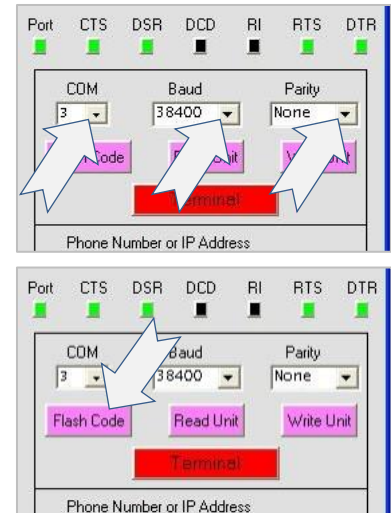 Port CTS DSR DCD RI RTS DTR
COM Baud Parity
3 38400 None
Code
Terminal
Phone Number or IP Address
Port CTS DSR DCD RI RTS DTR
COM Baud Parity
3 38400 None
Flash Code Read Unit Write Unit
Terminal
Phone Number or IP Address